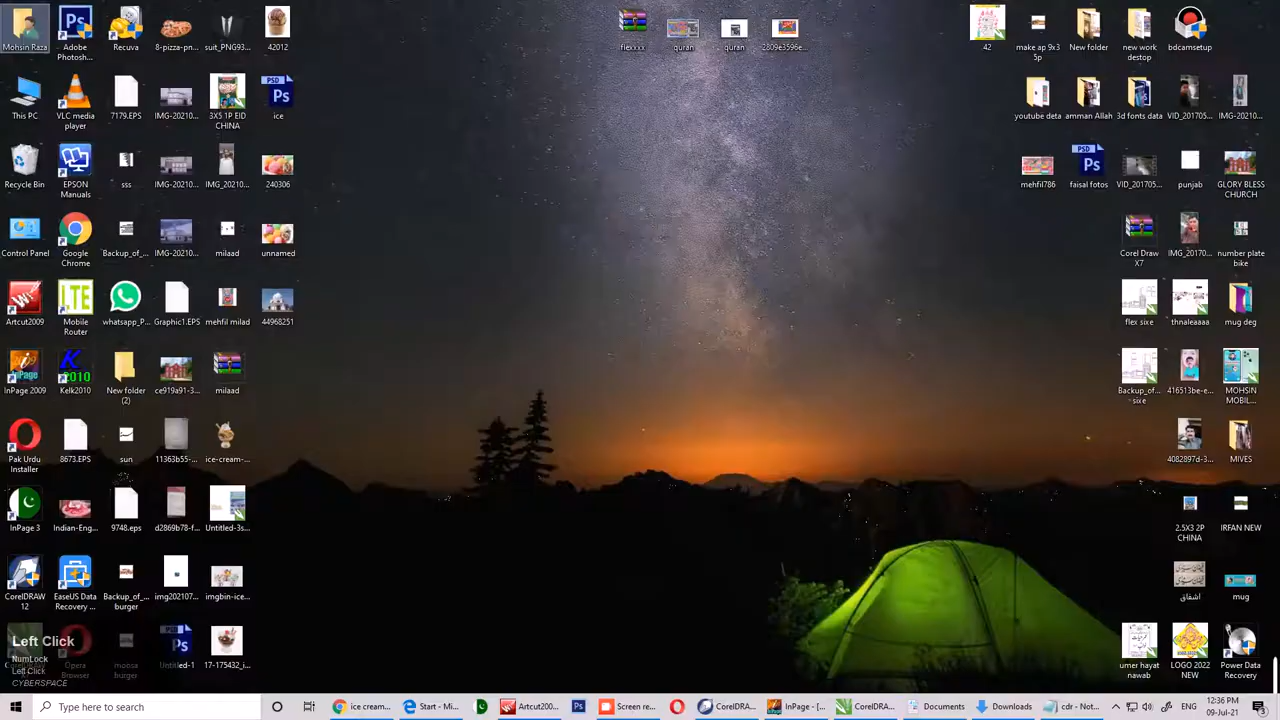 Mohsin Raza
Adobe Photosh...
Recuva
8-pizza-pn...
suit_PNG93...
42012
flexxxx
quran
quran
2809e3596e...
42
make ap 9x3 5p
New folder
new work destop
bdcamsetup
This PC
VLC media player
7179.EPS
IMG-20210...
3X5 1P EID CHINA
ice
youtube deta
amman Allah
3d fonts data
VID_201705...
IMG-2021...
Recycle Bin
EPSON Manuals
sss
IMG-20210...
IMG_2021...
240306
mehfil786
faisal fotos
VID_201705...
punjab
GLORY BLESS CHURCH
Control Panel
Google Chrome
Backup_of_...
IMG-20210...
milaad
unnamed
Corel Draw X7
IMG_20170...
number plate bike
Artcut2009
Mobile Router
whatsapp_P...
Graphic1.EPS
mehfil milad
44968251
flex sixe
thnaleaaaa
mug deg
InPage 2009
Kelk2010
New folder (2)
ce919a91-3...
milaad
Backup_of... sixe
416513be-e...
MOHSIN MOBIL...
Pak Urdu Installer
8673.EPS
sun
11363b55-...
ice-cream-...
4082897d-3...
MIVES
InPage 3
Indian-Eng...
9748.eps
d2869b78-f...
Untitled-3s...
2.5X3 2P CHINA
IRFAN NEW
CorelDRAW 12
EaseUS Data Recovery ...
Backup_of_... burger
img202107...
imgbin-ice...
اشفاق
mug
Left Click
NumLock
Left Click
CYBERSPACE
Opera Browser
moosa burger
Untitled-1
17-175432_i...
umer hayat nawab
LOGO 2022 NEW
Power Data Recovery
Type here to search
ice cream...
Start - Mi...
Artcut200...
Screen re...
CorelDRA...
InPage - [...
CorelDRA...
Documents
Downloads
cdr - Not...
ENG
12:36 PM
09-Jul-21